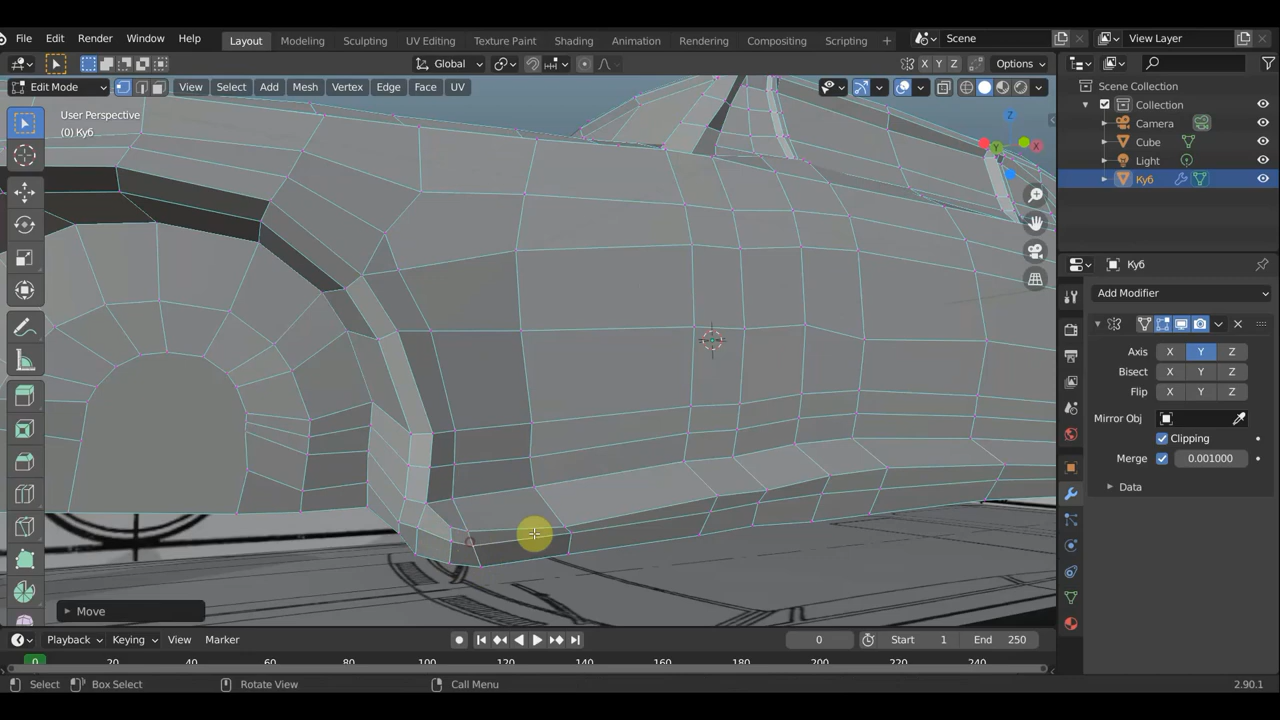 File Edit Render Window Help Layout Modeling Sculpting UV Editing Texture Paint Shading Animation Rendering Compositing Scripting + Scene View Layer
Global X Y Z Options
Edit Mode View Select Add Mesh Vertex Edge Face UV
User Perspective
(0) Куб..
Z
Y X
Scene Collection
Collection
Camera
Cube
Light
Куб
Куб
Add Modifier
Axis X Y Z
Bisect X Y Z
Flip X Y Z
Mirror Obj
Clipping
Merge 0.001000
Data
Move
Playback Keying View Marker 0 Start 1 End 250
0 20 40 60 80 100 120 140 160 180 200 220 240
Select Box Select Rotate View Call Menu 2.90.1